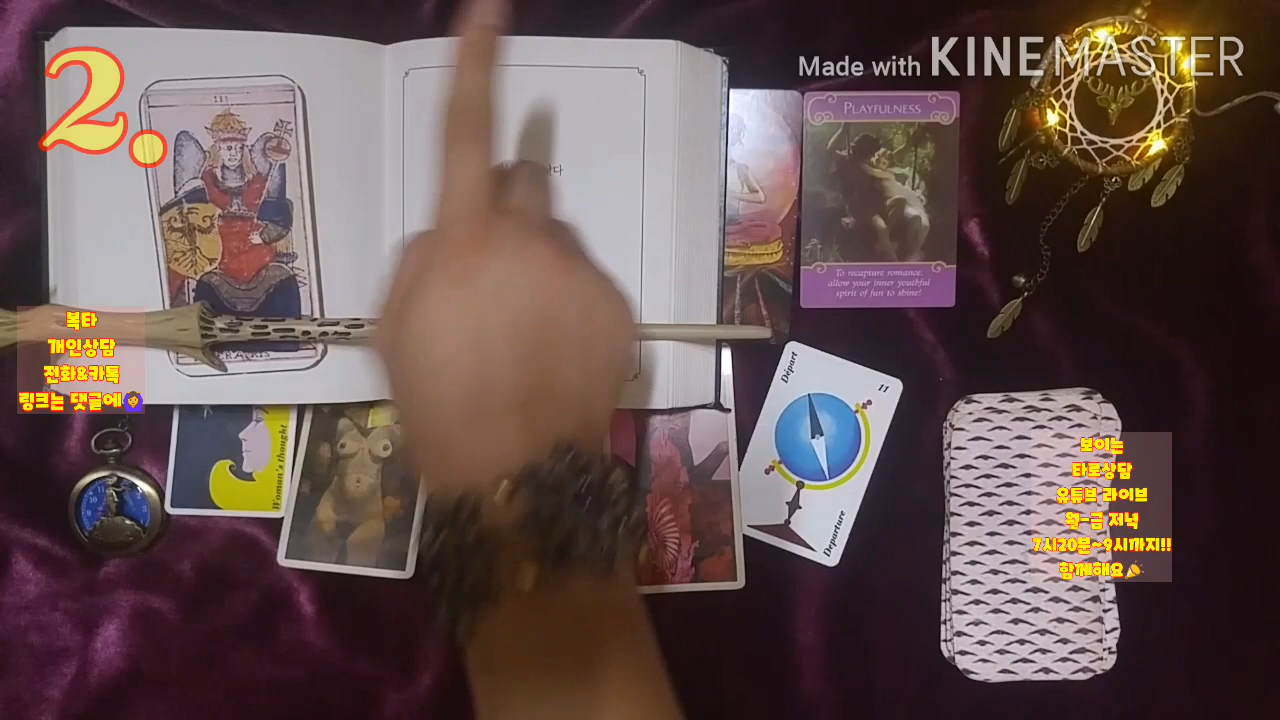 2.
Made with KINEMASTER
III
PLAYFULNESS
To recapture romance,
allow your inner youthful
spirit of fun to shine!
복타
개인상담
전화&카톡
링크는 댓글에🙆‍♀️
Woman's thought
Départ
11
Departure
보이는
타로상담
유튜브 라이브
월-금 저녁
7시20분~9시까지!!
함께해요🎉